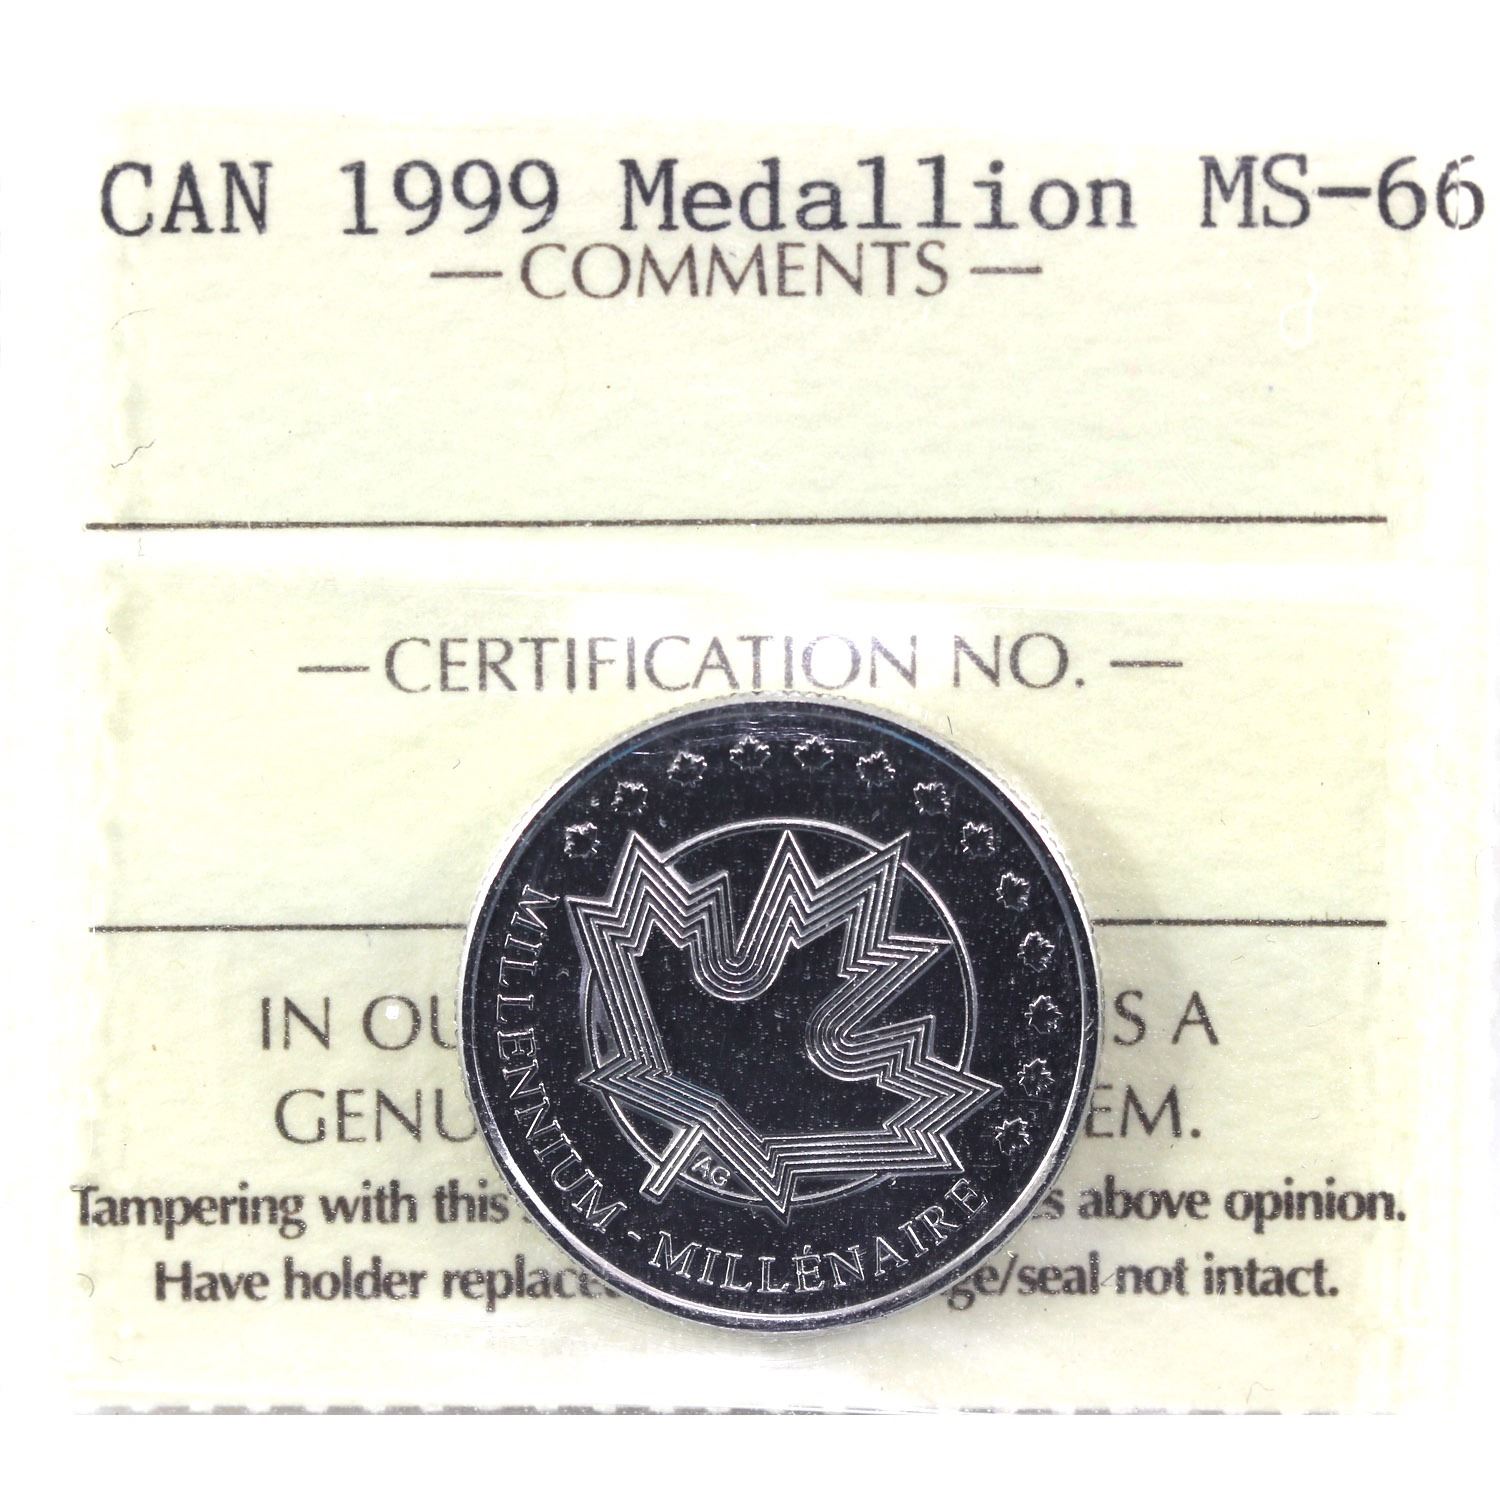 CAN 1999 Medallion MS-66
— COMMENTS —
— CERTIFICATION NO. —
MILLENNIUM - MILLÉNAIRE
AG
IN S A
GENU EM.
Tampering with this above opinion.
Have holder replace ge/seal not intact.